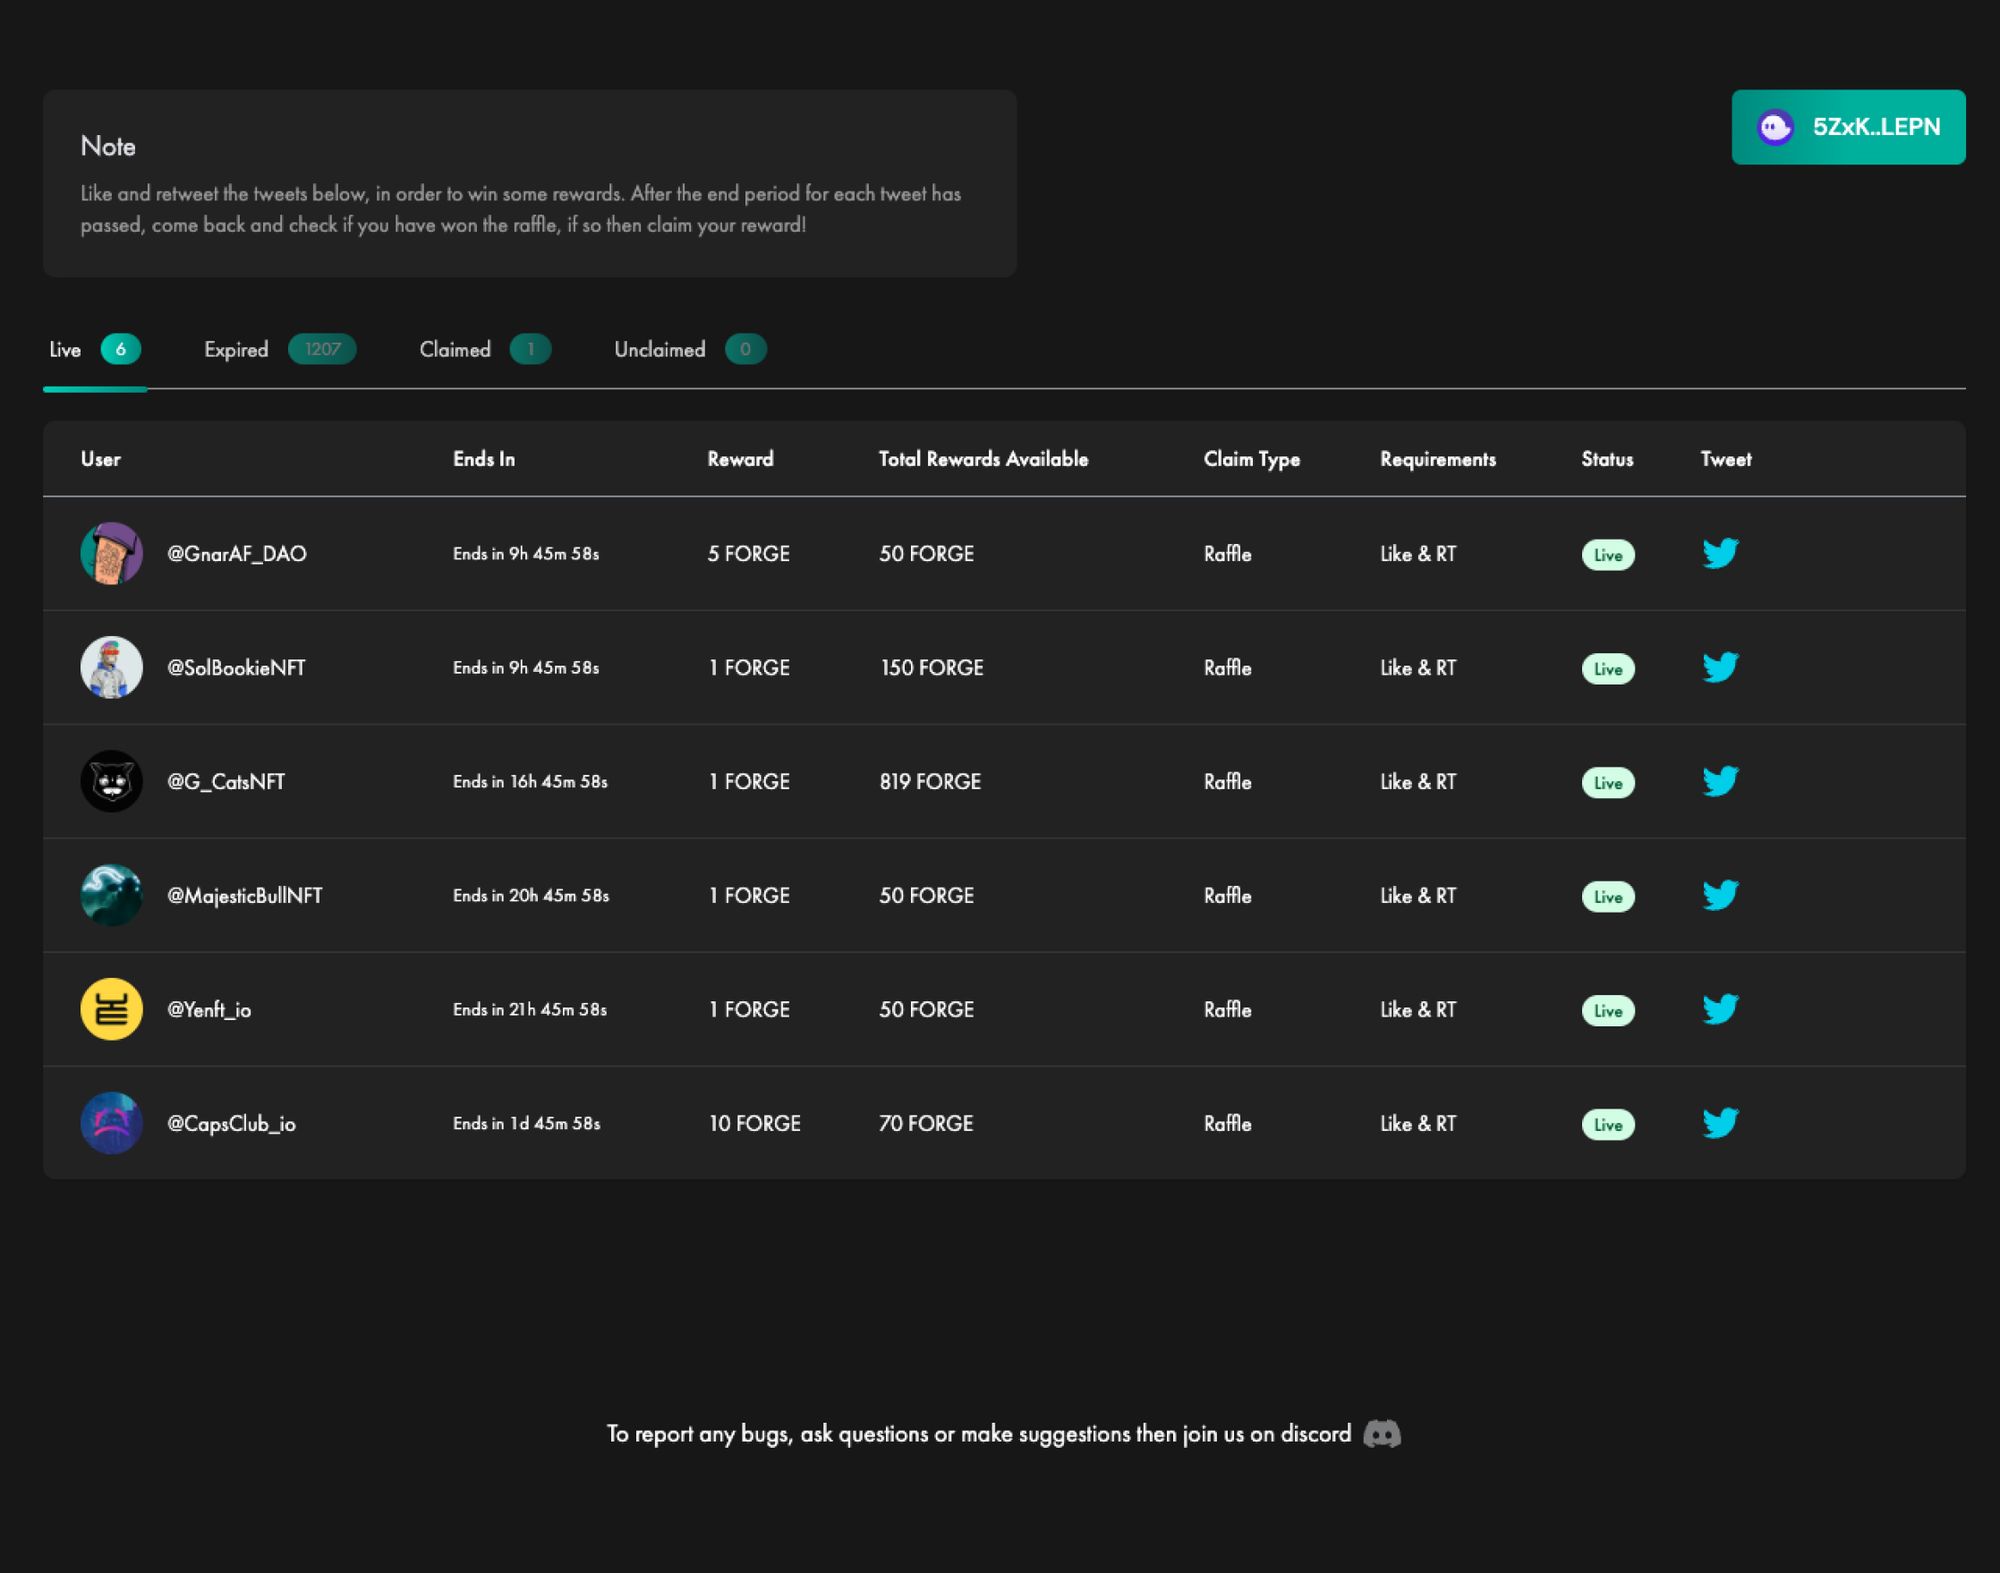 Note
5ZxK..LEPN
Like and retweet the tweets below, in order to win some rewards. After the end period for each tweet has
passed, come back and check if you have won the raffle, if so then claim your reward!
Live 6 Expired 1207 Claimed 1 Unclaimed 0
User Ends In Reward Total Rewards Available Claim Type Requirements Status Tweet
@GnarAF_DAO Ends in 9h 45m 58s 5 FORGE 50 FORGE Raffle Like & RT Live
@SolBookieNFT Ends in 9h 45m 58s 1 FORGE 150 FORGE Raffle Like & RT Live
@G_CatsNFT Ends in 16h 45m 58s 1 FORGE 819 FORGE Raffle Like & RT Live
@MajesticBullNFT Ends in 20h 45m 58s 1 FORGE 50 FORGE Raffle Like & RT Live
@Yenft_io Ends in 21h 45m 58s 1 FORGE 50 FORGE Raffle Like & RT Live
@CapsClub_io Ends in 1d 45m 58s 10 FORGE 70 FORGE Raffle Like & RT Live
To report any bugs, ask questions or make suggestions then join us on discord